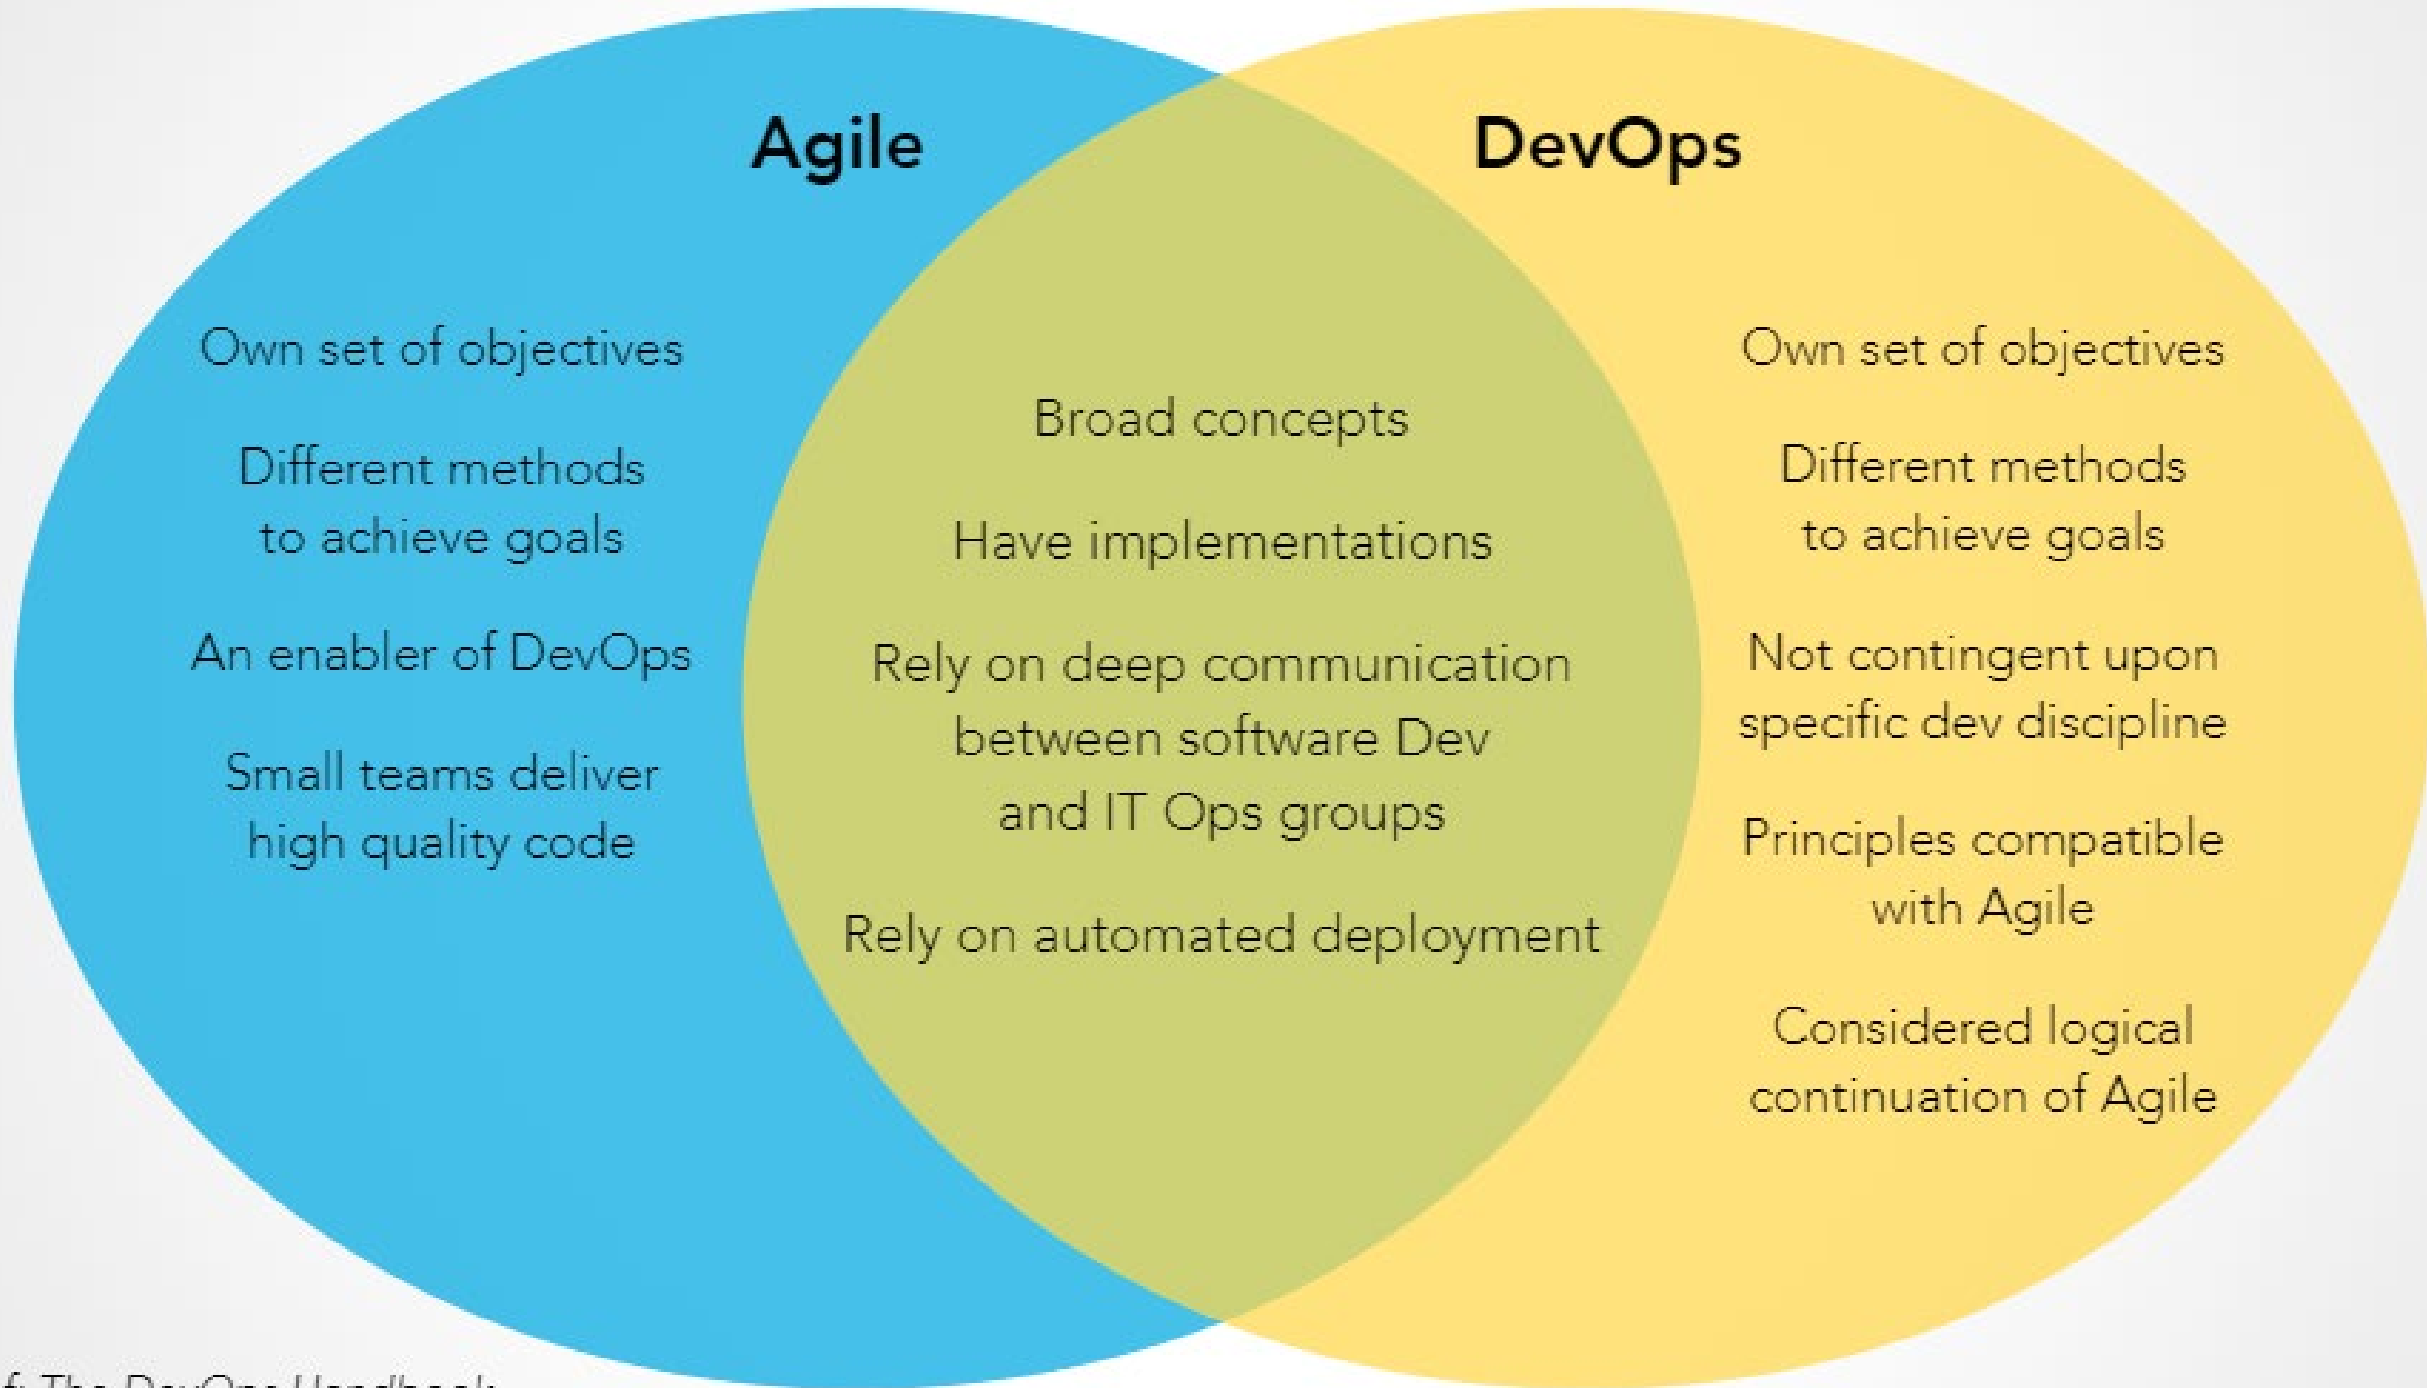 Agile
Own set of objectives
Different methods
to achieve goals
An enabler of DevOps
Small teams deliver
high quality code
Broad concepts
Have implementations
Rely on deep communication
between software Dev
and IT Ops groups
Rely on automated deployment
DevOps
Own set of objectives
Different methods
to achieve goals
Not contingent upon
specific dev discipline
Principles compatible
with Agile
Considered logical
continuation of Agile
The DevOps Handbook